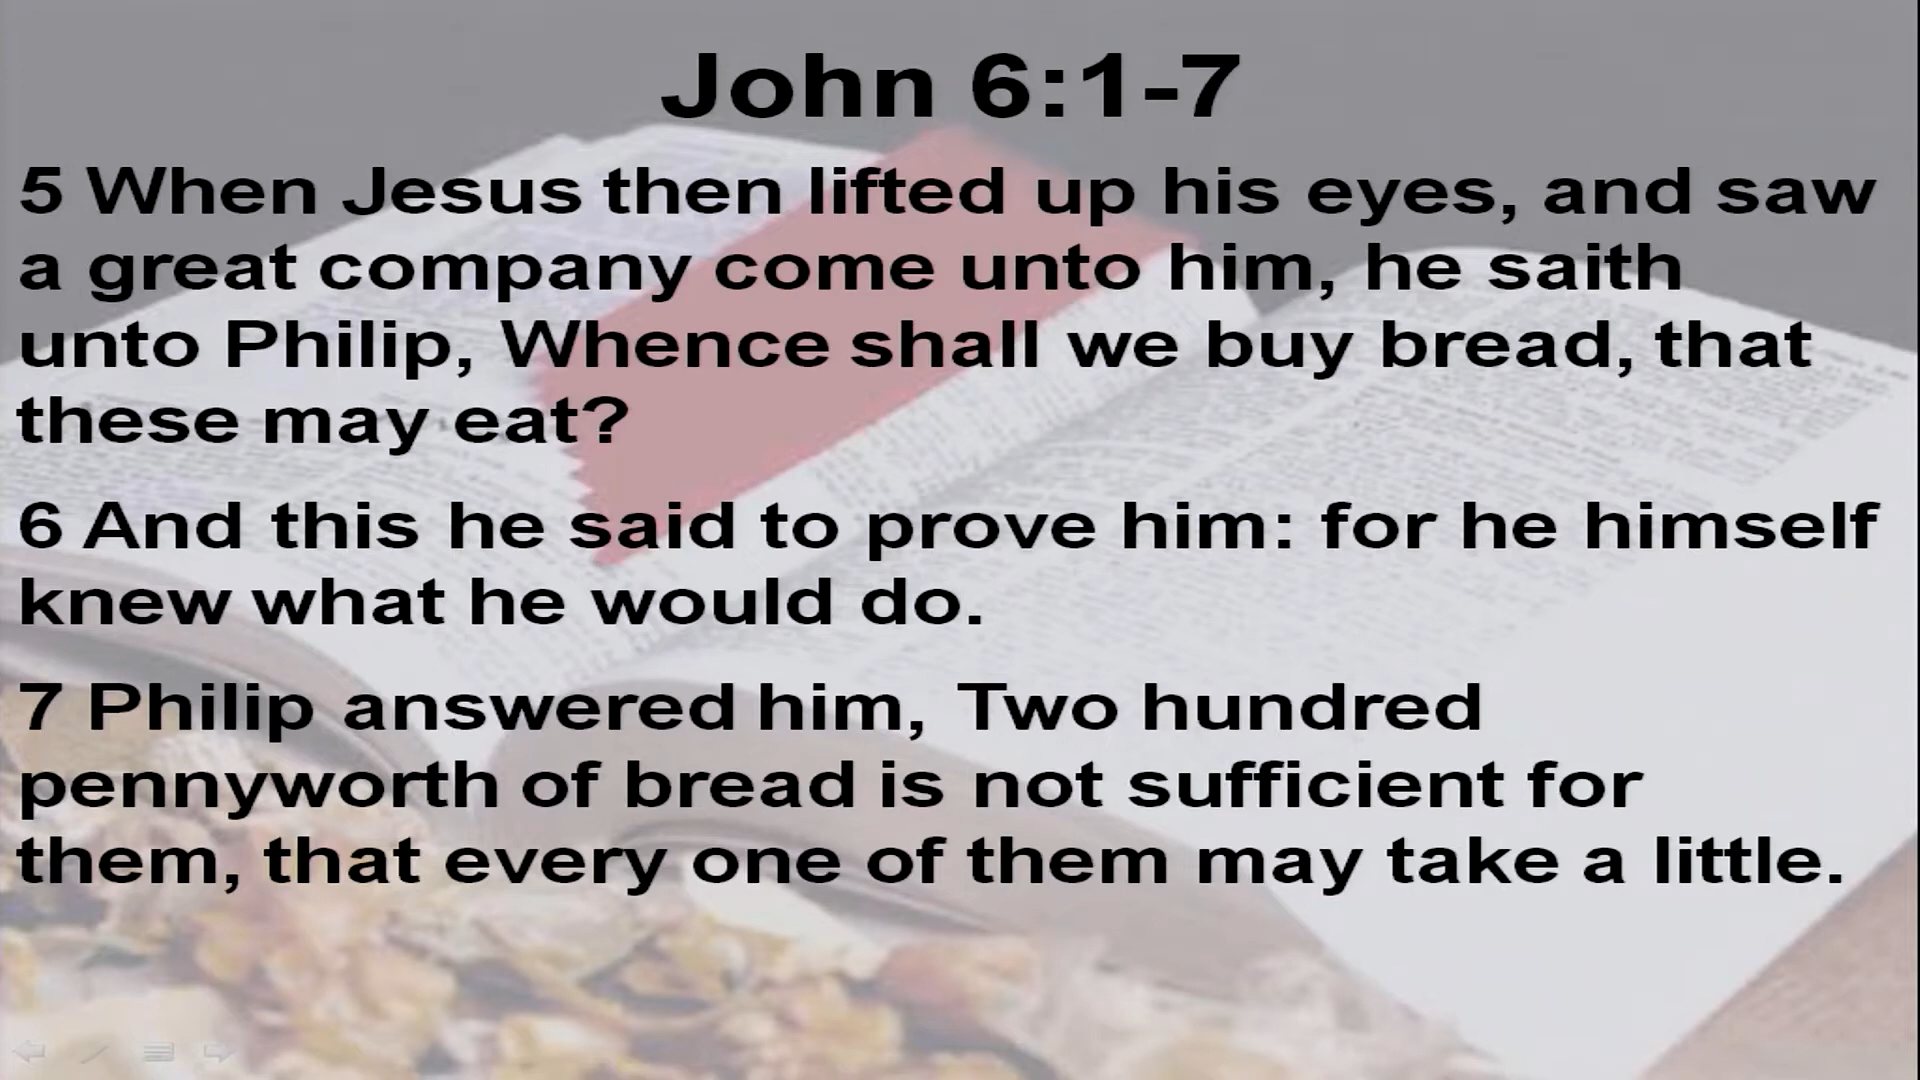 John 6:1-7
5 When Jesus then lifted up his eyes, and saw
a great company come unto him, he saith
unto Philip, Whence shall we buy bread, that
these may eat?
6 And this he said to prove him: for he himself
knew what he would do.
7 Philip answered him, Two hundred
pennyworth of bread is not sufficient for
them, that every one of them may take a little.